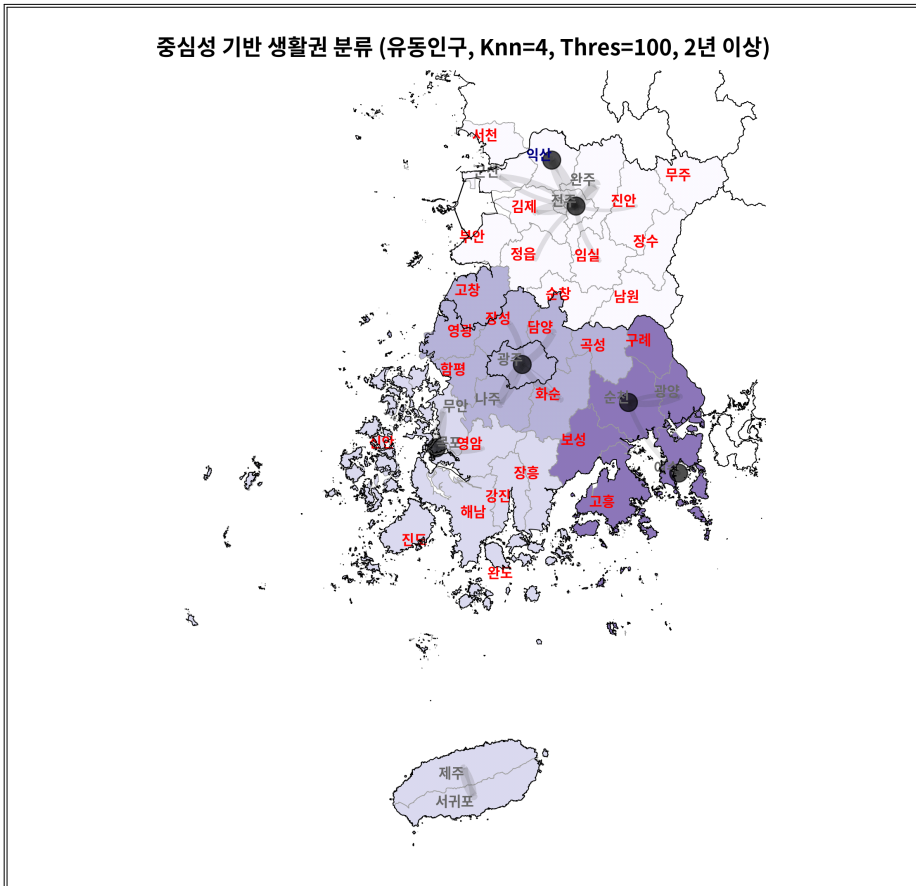 중심성 기반 생활권 분류 (유동인구, Knn=4, Thres=100, 2년 이상)
서천
익산
군산
완주
무주
전주
진안
김제
부안
장수
정읍
임실
고창
순창
남원
장성
담양
영광
구례
곡성
광주
함평
나주
화순
순천
광양
무안
신안
목포
영암
보성
장흥
강진
고흥
해남
진도
완도
제주
서귀포